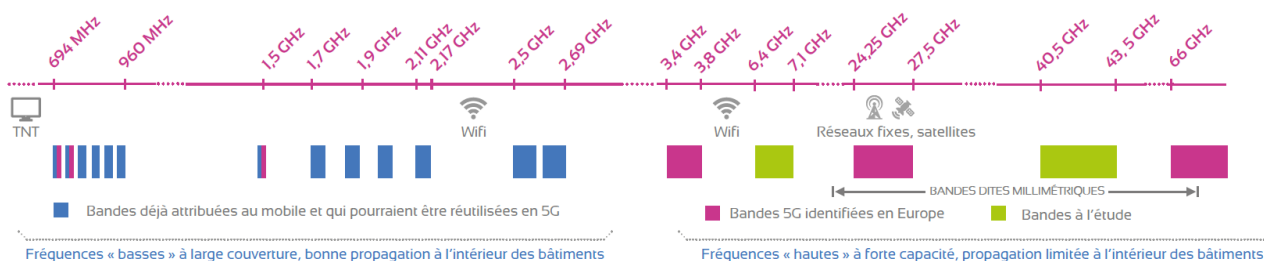 694 MHz
960 MHz
1,5 GHz
1,7 GHz
1,9 GHz
2,11 GHz
2,17 GHz
2,5 GHz
2,69 GHz
3,4 GHz
3,8 GHz
6,4 GHz
7,1 GHz
24,25 GHz
27,5 GHz
40,5 GHz
43,5 GHz
66 GHz
TNT
Wifi
Wifi
Réseaux fixes, satellites
BANDES DITES MILLIMÉTRIQUES
Bandes déjà attribuées au mobile et qui pourraient être réutilisées en 5G
Bandes 5G identifiées en Europe
Bandes à l'étude
Fréquences « basses » à large couverture, bonne propagation à l'intérieur des bâtiments
Fréquences « hautes » à forte capacité, propagation limitée à l'intérieur des bâtiments